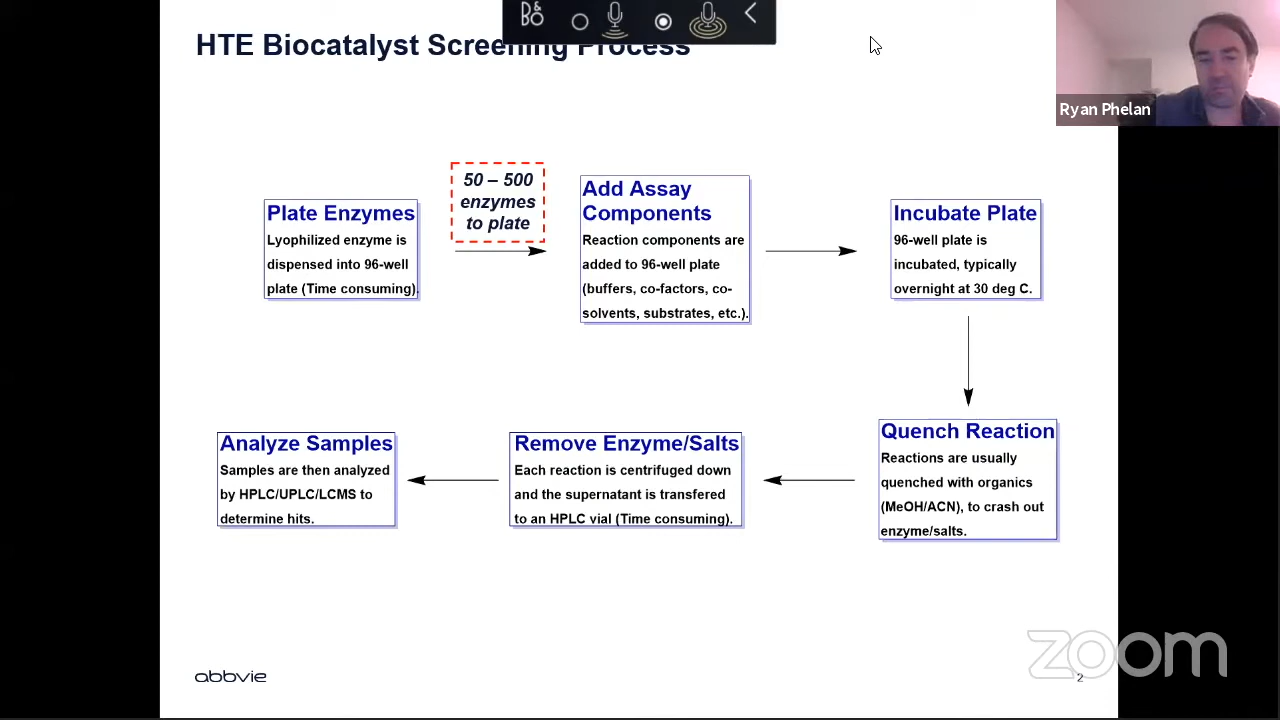 B&O
HTE Biocatalyst Screening Process
Ryan Phelan
Plate Enzymes
Lyophilized enzyme is
dispensed into 96-well
plate (Time consuming).
50 – 500
enzymes
to plate
Add Assay
Components
Reaction components are
added to 96-well plate
(buffers, co-factors, co-
solvents, substrates, etc.).
Incubate Plate
96-well plate is
incubated, typically
overnight at 30 deg C.
Quench Reaction
Reactions are usually
quenched with organics
(MeOH/ACN), to crash out
enzyme/salts.
Remove Enzyme/Salts
Each reaction is centrifuged down
and the supernatant is transfered
to an HPLC vial (Time consuming).
Analyze Samples
Samples are then analyzed
by HPLC/UPLC/LCMS to
determine hits.
abbvie
2
zoom